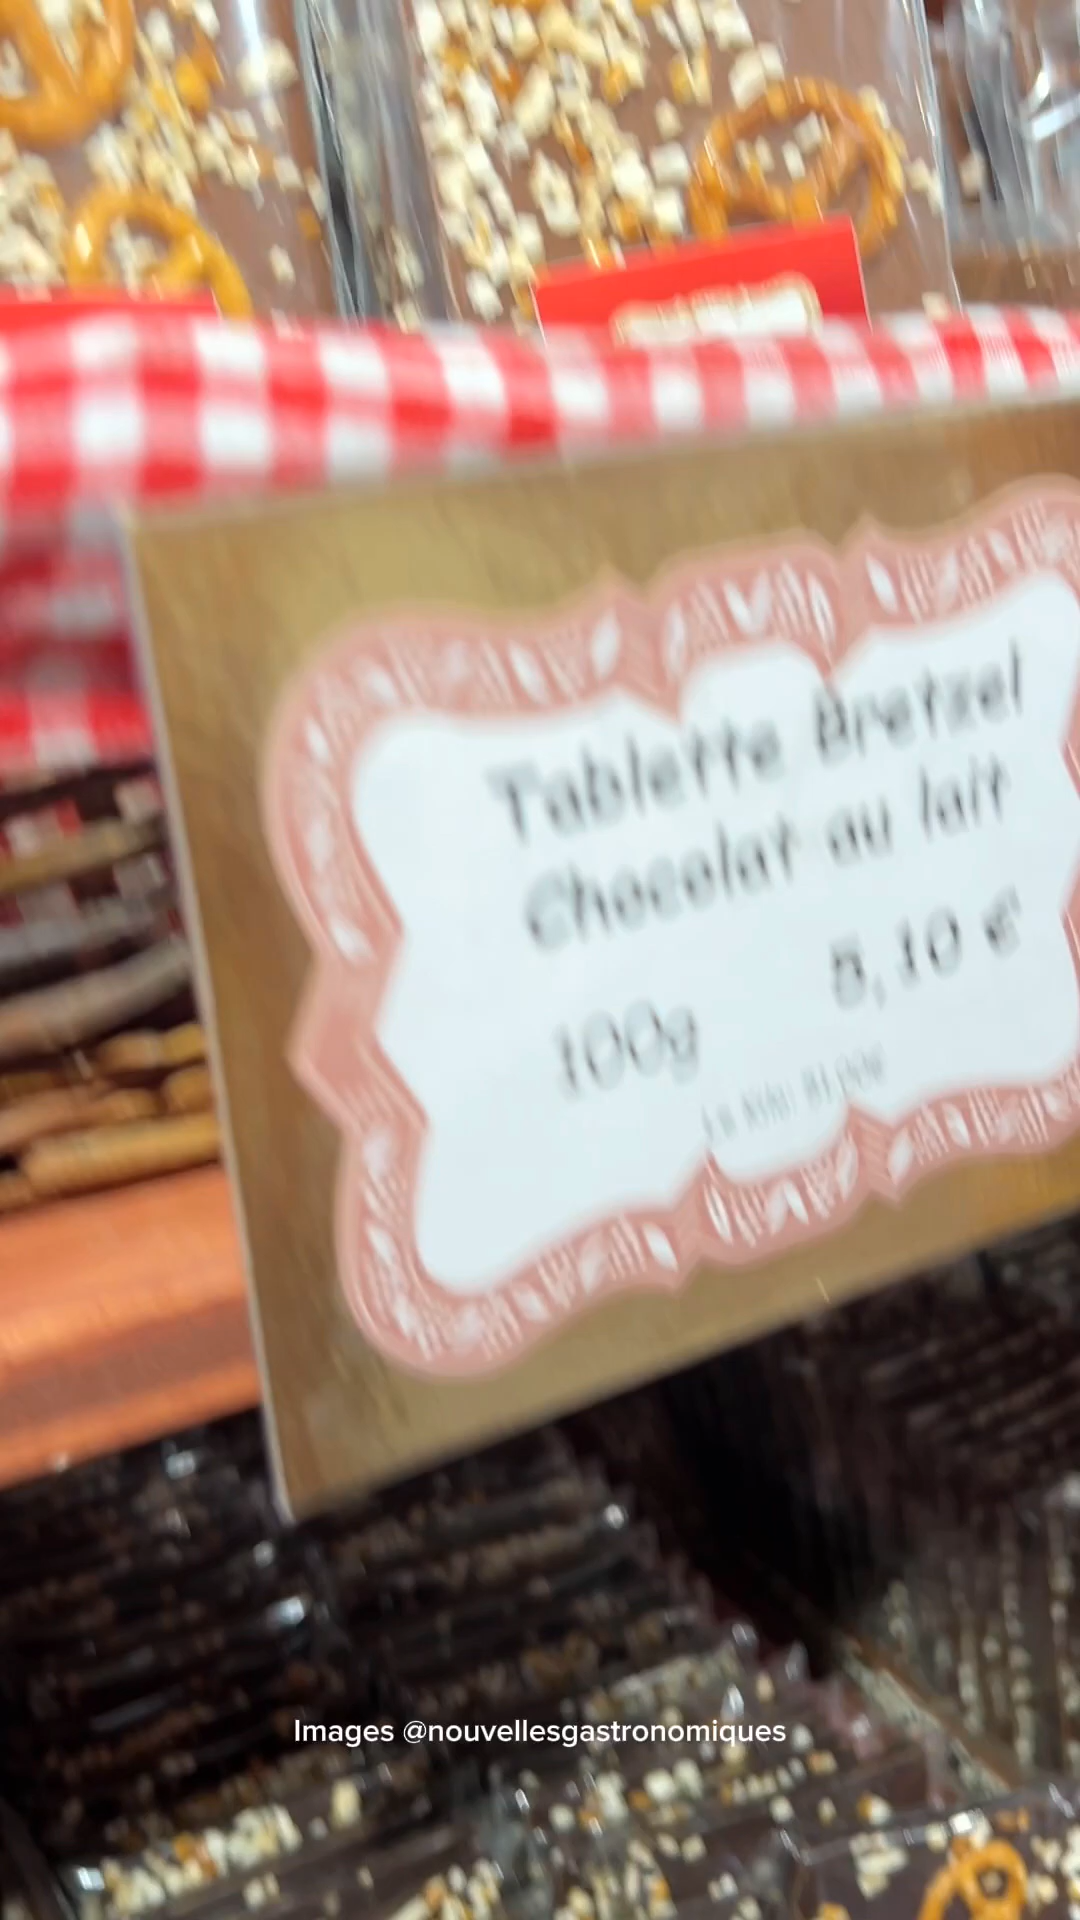 Tablette Bretzel
Chocolat au lait
5,10 €
100g
Images @nouvellesgastronomiques